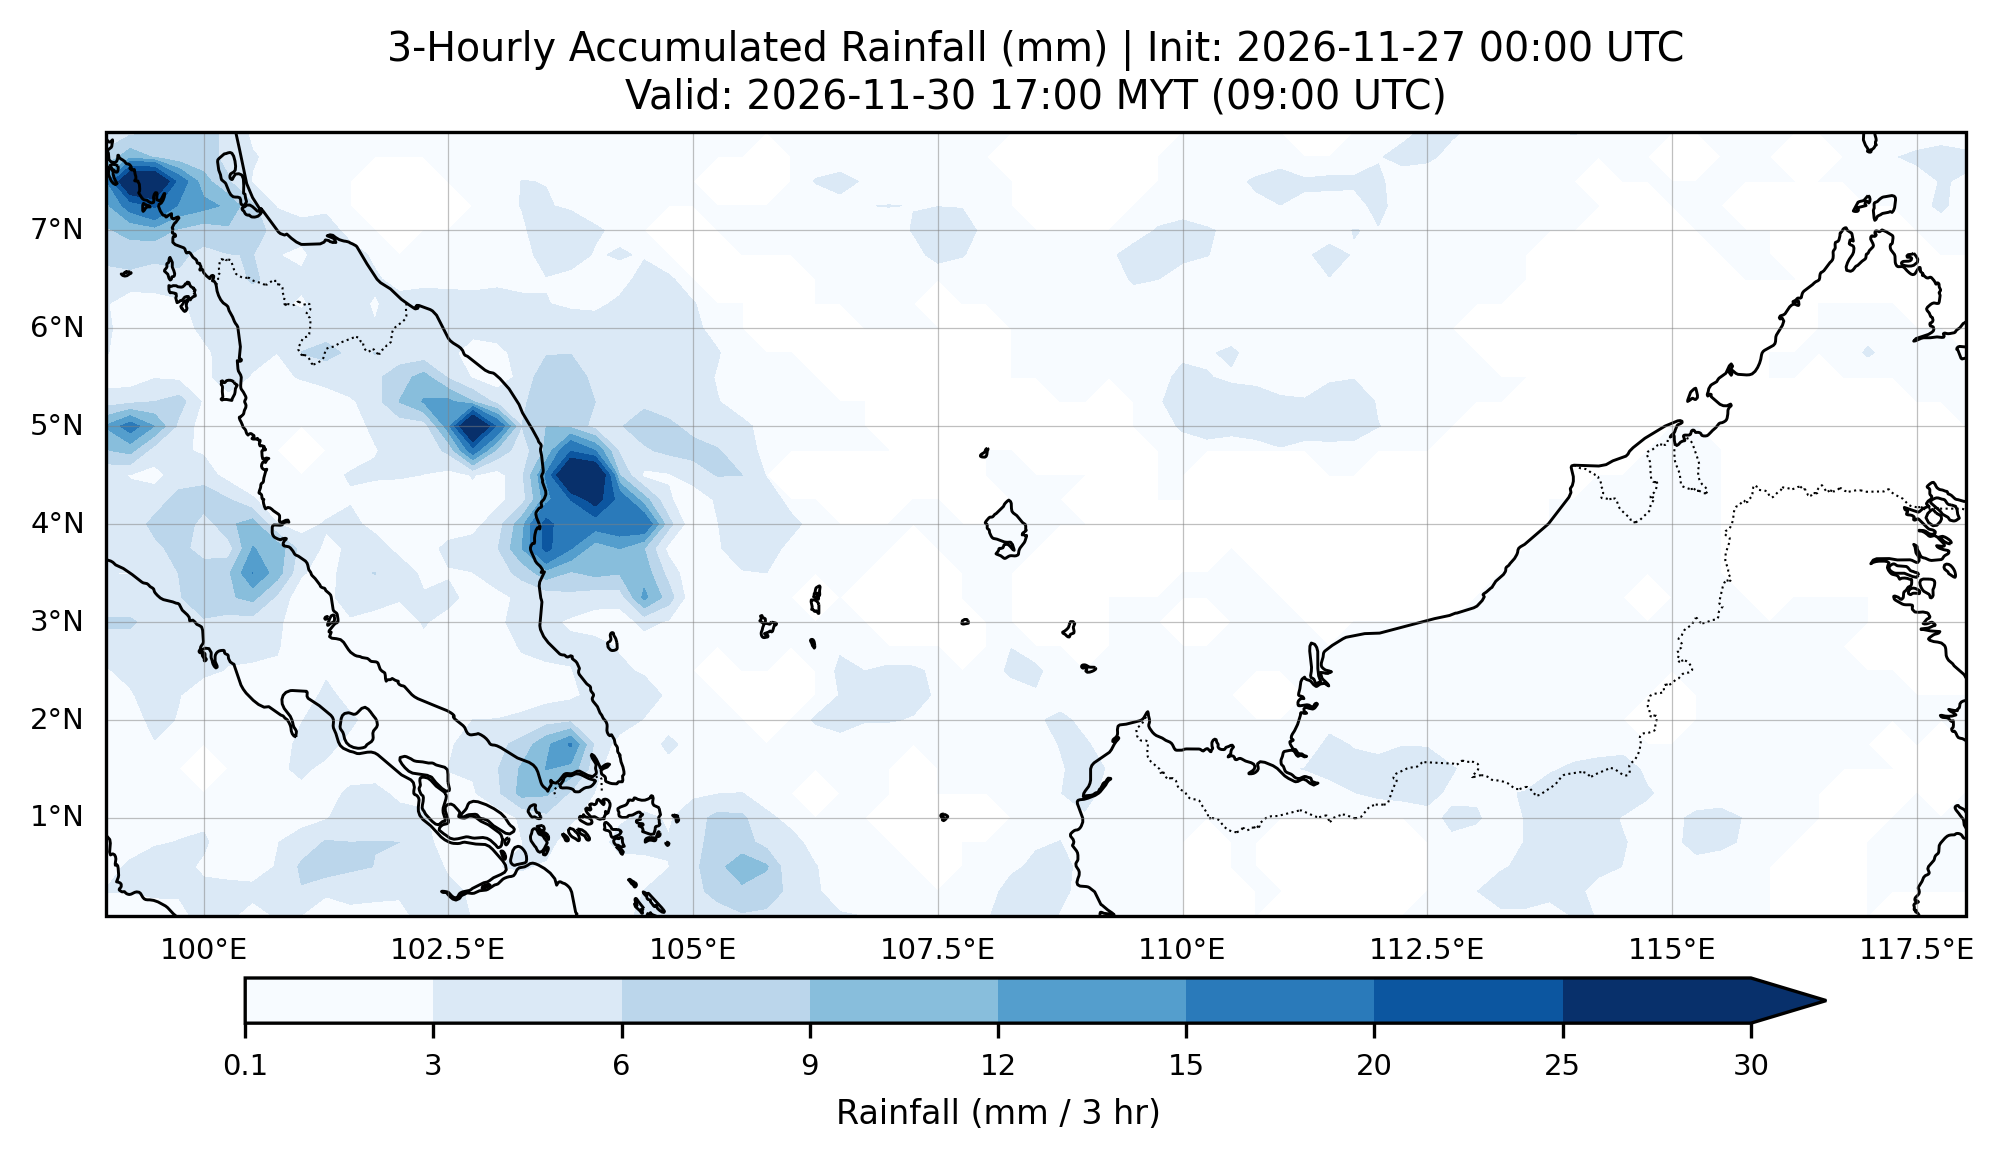 3-Hourly Accumulated Rainfall (mm) | Init: 2026-11-27 00:00 UTC
Valid: 2026-11-30 17:00 MYT (09:00 UTC)
7°N
6°N
5°N
4°N
3°N
2°N
1°N
100°E 102.5°E 105°E 107.5°E 110°E 112.5°E 115°E 117.5°E
0.1 3 6 9 12 15 20 25 30
Rainfall (mm / 3 hr)